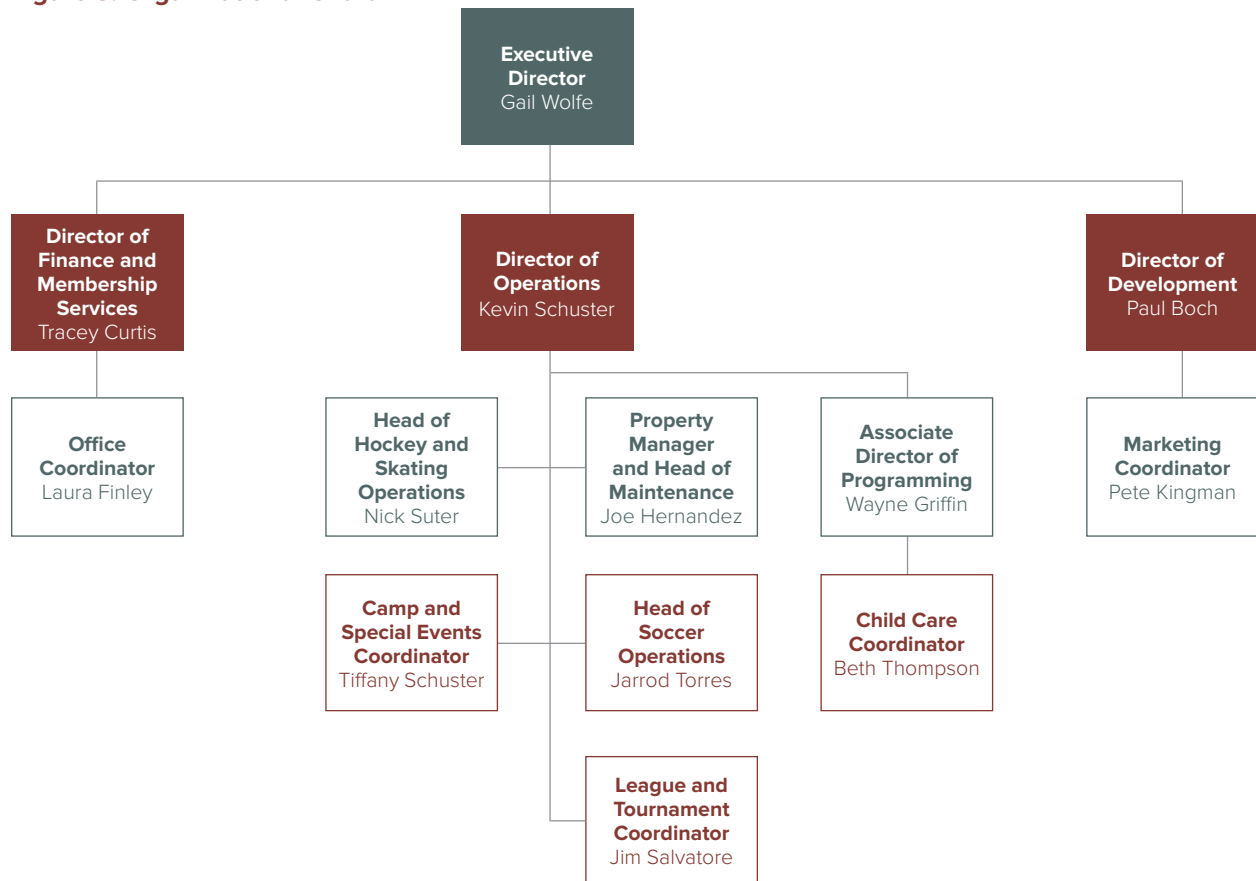 Executive
Director
Gail Wolfe
Director of
Finance and
Membership
Services
Tracey Curtis
Director of
Operations
Kevin Schuster
Director of
Development
Paul Boch
Office
Coordinator
Laura Finley
Head of
Hockey and
Skating
Operations
Nick Suter
Property
Manager
and Head of
Maintenance
Joe Hernandez
Associate
Director of
Programming
Wayne Griffin
Marketing
Coordinator
Pete Kingman
Camp and
Special Events
Coordinator
Tiffany Schuster
Head of
Soccer
Operations
Jarrod Torres
Child Care
Coordinator
Beth Thompson
League and
Tournament
Coordinator
Jim Salvatore